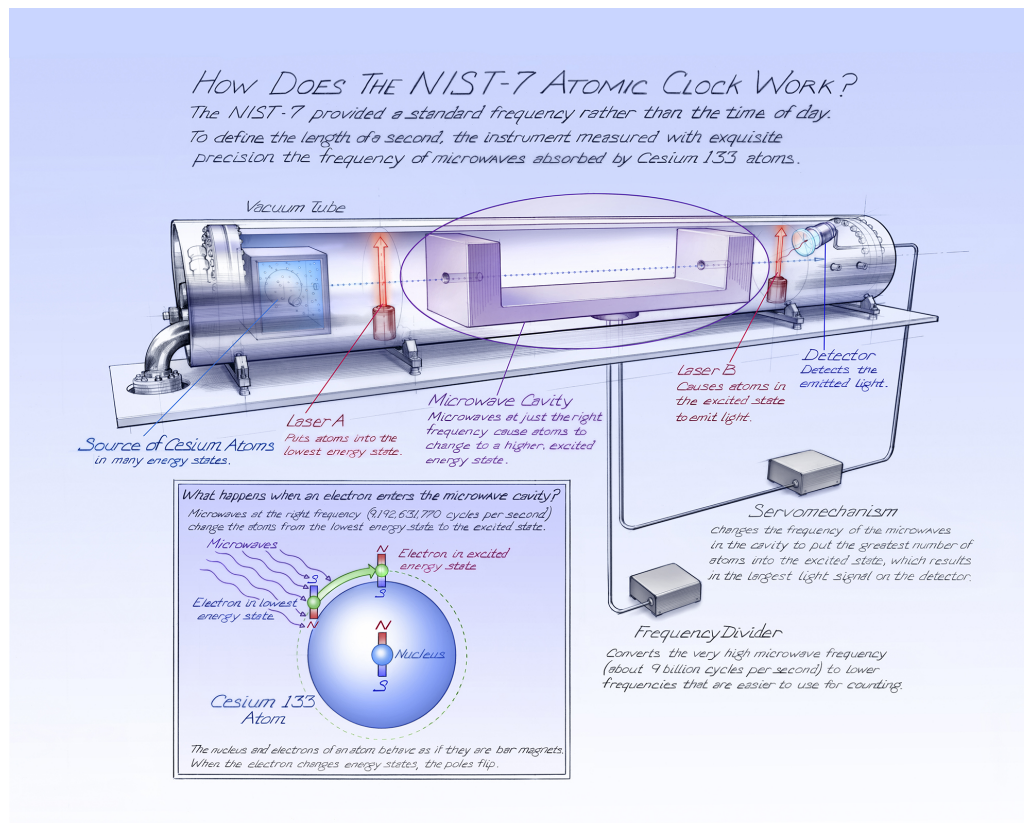 How Does The NIST-7 Atomic Clock Work?
The NIST-7 provided a standard frequency rather than the time of day.
To define the length of a second, the instrument measured with exquisite
precision the frequency of microwaves absorbed by Cesium 133 atoms.
Vacuum Tube
Source of Cesium Atoms
in many energy states.
Laser A
Puts atoms into the
lowest energy state.
Microwave Cavity
Microwaves at just the right
frequency cause atoms to
change to a higher, excited
energy state.
Laser B
Causes atoms in
the excited state
to emit light.
Detector
Detects the
emitted light.
Servomechanism
changes the frequency of the microwaves
in the cavity to put the greatest number of
atoms into the excited state, which results
in the largest light signal on the detector.
Frequency Divider
Converts the very high microwave frequency
(about 9 billion cycles per second) to lower
frequencies that are easier to use for counting.
What happens when an electron enters the microwave cavity?
Microwaves at the right frequency (9,192,631,770 cycles per second)
change the atoms from the lowest energy state to the excited state.
Microwaves
N
Electron in excited
energy state
S
S
Electron in lowest
energy state
N
N
Nucleus
S
Cesium 133
Atom
The nucleus and electrons of an atom behave as if they are bar magnets.
When the electron changes energy states, the poles flip.